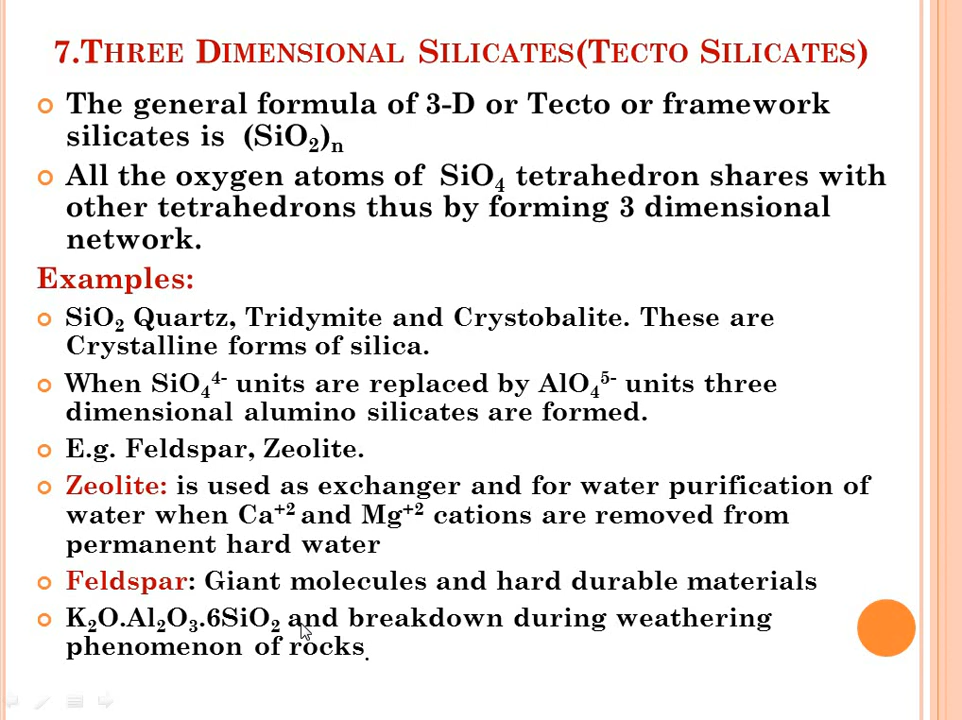 7.Three Dimensional Silicates(Tecto Silicates)
The general formula of 3-D or Tecto or framework
silicates is (SiO₂)ₙ
All the oxygen atoms of SiO₄ tetrahedron shares with
other tetrahedrons thus by forming 3 dimensional
network.
Examples:
SiO₂ Quartz, Tridymite and Crystobalite. These are
Crystalline forms of silica.
When SiO₄⁴⁻ units are replaced by AlO₄⁵⁻ units three
dimensional alumino silicates are formed.
E.g. Feldspar, Zeolite.
Zeolite: is used as exchanger and for water purification of
water when Ca⁺² and Mg⁺² cations are removed from
permanent hard water
Feldspar: Giant molecules and hard durable materials
K₂O.Al₂O₃.6SiO₂ and breakdown during weathering
phenomenon of rocks.